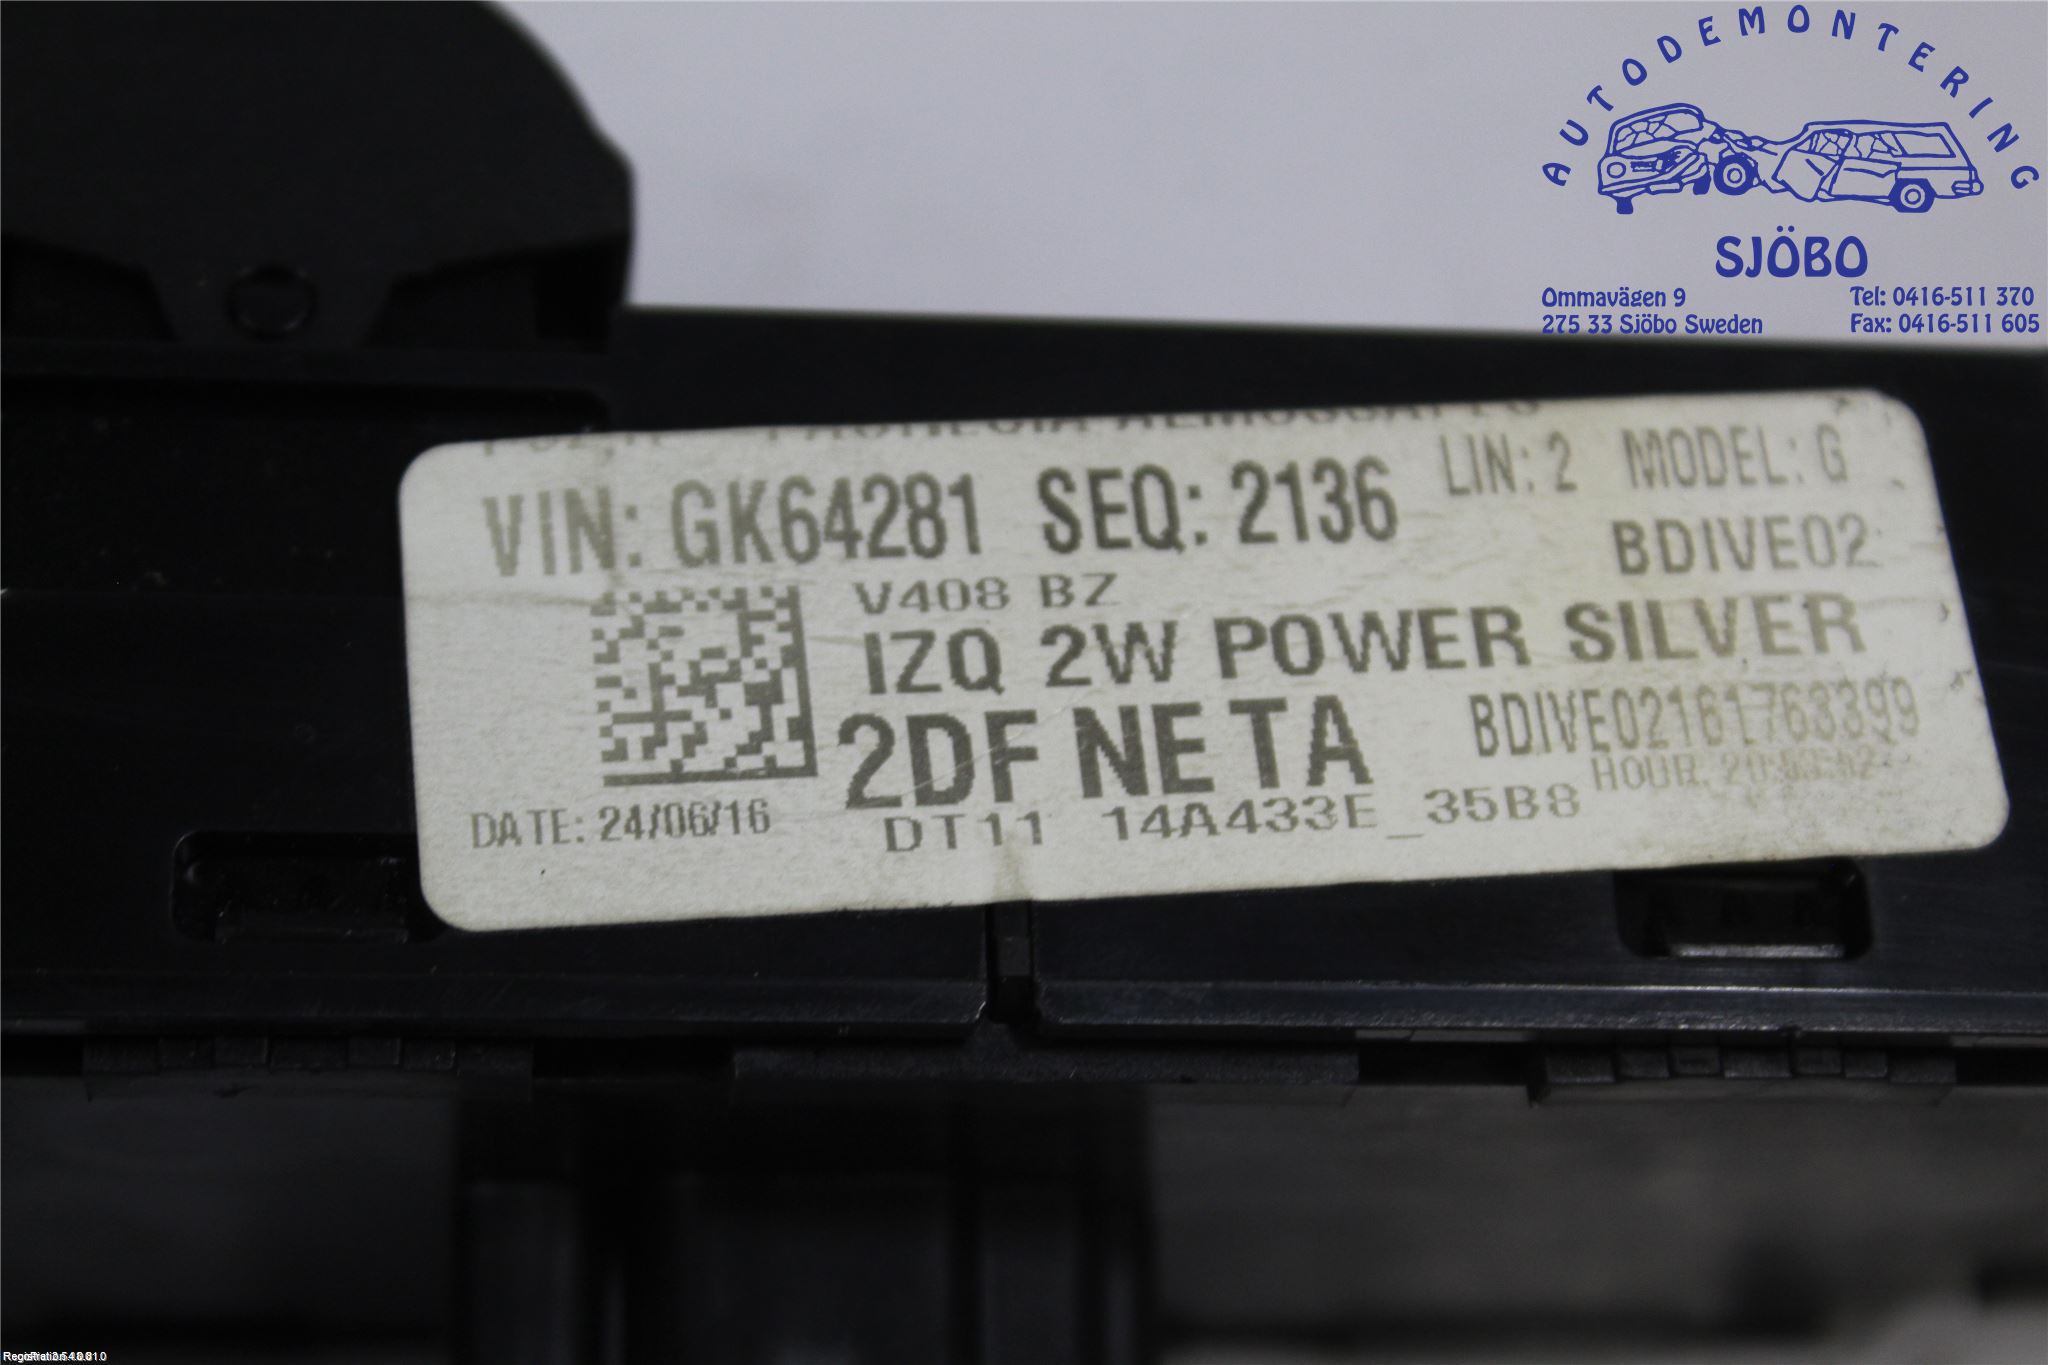 AUTODEMONTERING
SJÖBO
Ommavägen 9
275 33 Sjöbo Sweden
Tel: 0416-511 370
Fax: 0416-511 605
VIN: GK64281 SEQ: 2136 LIN: 2 MODEL: G
BDIVE02
V408 BZ
IZQ 2W POWER SILVER
2DF NETA
BDIVE02161763399
HOUR:
DATE: 24/06/16
DT11 14A433E_35B8